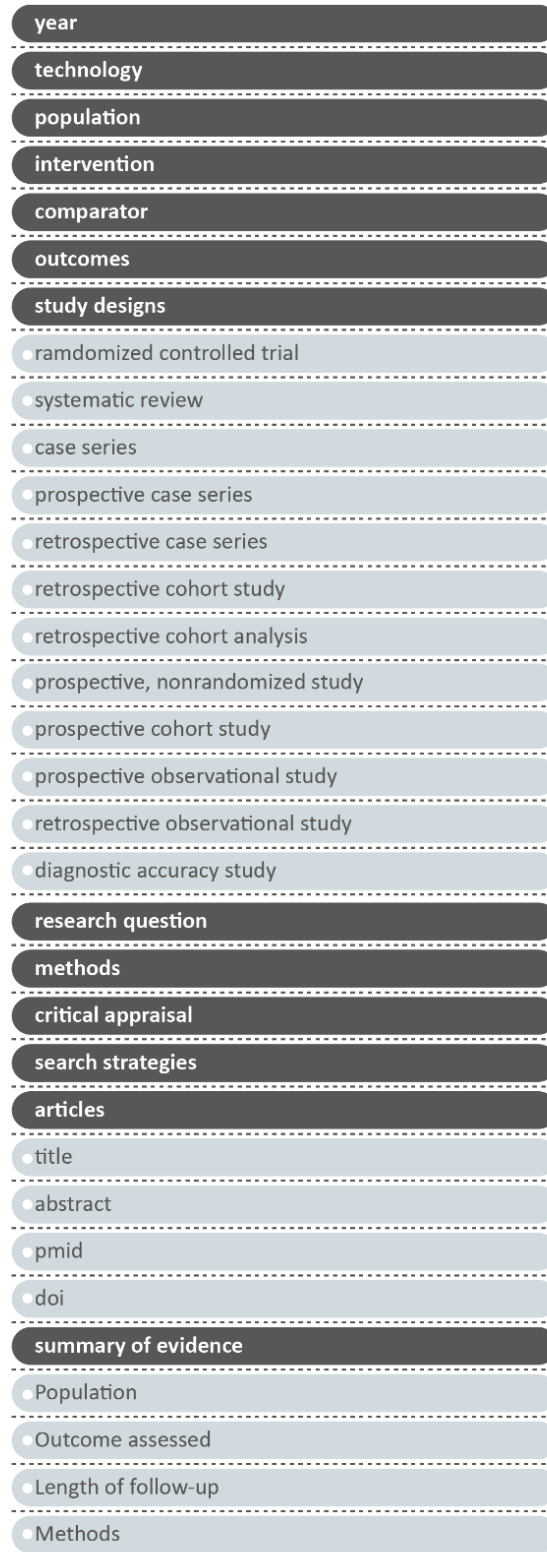 year
technology
population
intervention
comparator
outcomes
study designs
ramdomized controlled trial
systematic review
case series
prospective case series
retrospective case series
retrospective cohort study
retrospective cohort analysis
prospective, nonrandomized study
prospective cohort study
prospective observational study
retrospective observational study
diagnostic accuracy study
research question
methods
critical appraisal
search strategies
articles
title
abstract
pmid
doi
summary of evidence
Population
Outcome assessed
Length of follow-up
Methods